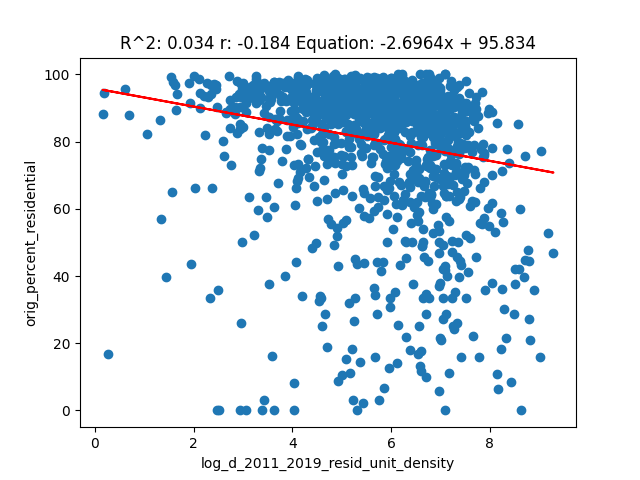 R^2: 0.034 r: -0.184 Equation: -2.6964x + 95.834
100
80
60
40
20
0
orig_percent_residential
0 2 4 6 8
log_d_2011_2019_resid_unit_density